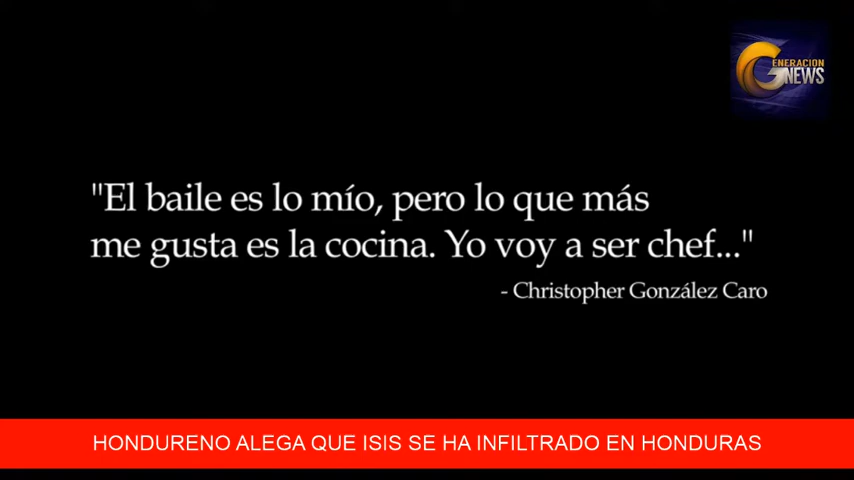 ENERACION
NEWS
"El baile es lo mío, pero lo que más
me gusta es la cocina. Yo voy a ser chef..."
- Christopher González Caro
HONDURENO ALEGA QUE ISIS SE HA INFILTRADO EN HONDURAS